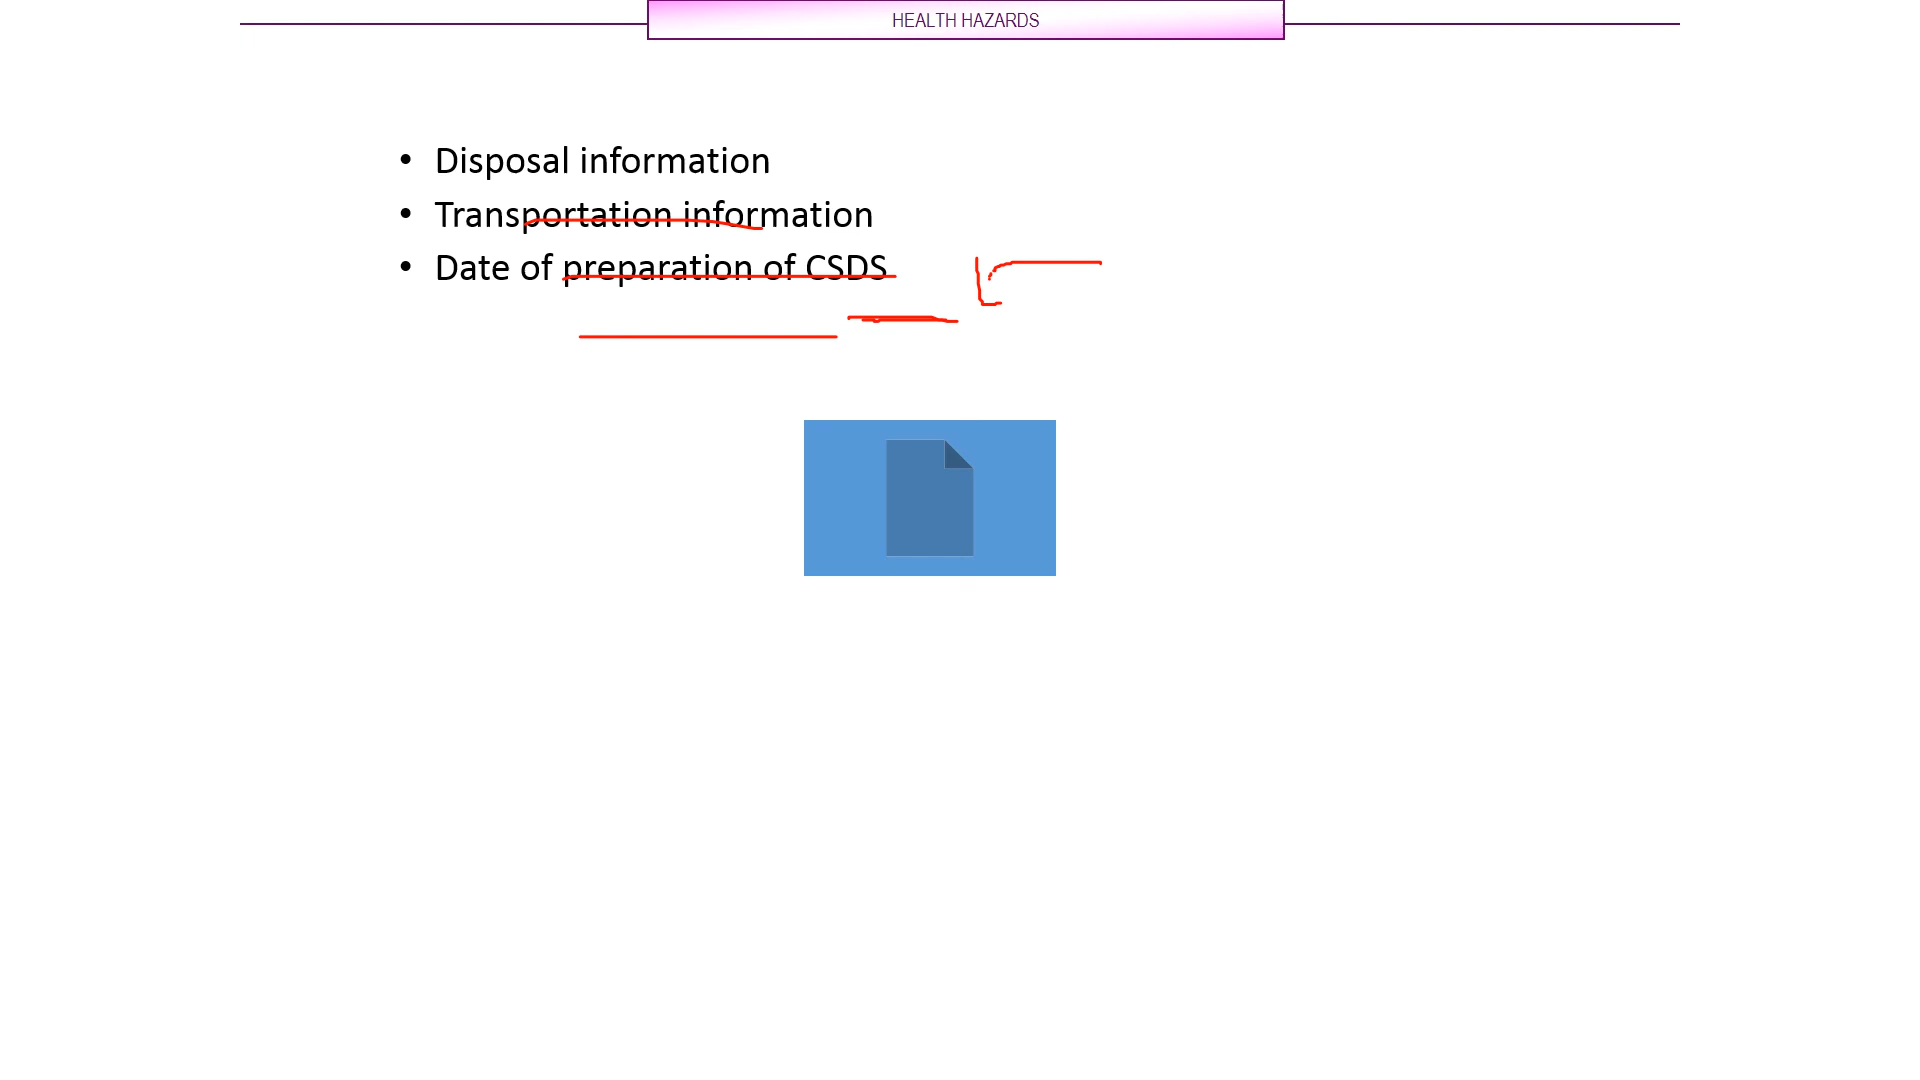 HEALTH HAZARDS
• Disposal information
• Transportation information
• Date of preparation of CSDS